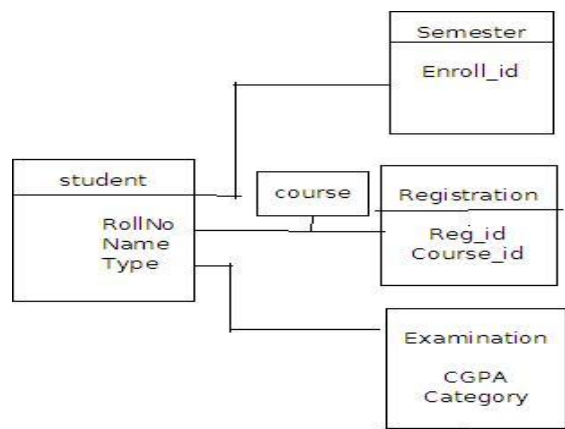 Semester
Enroll_id
student
RollNo
Name
Type
course
Registration
Reg_id
Course_id
Examination
CGPA
Category